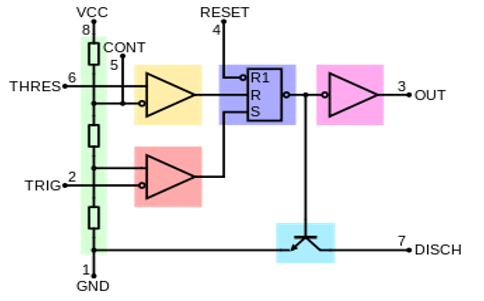 VCC
8
RESET
4
CONT
5
THRES
6
R1
R
S
3
OUT
TRIG
2
7
DISCH
1
GND